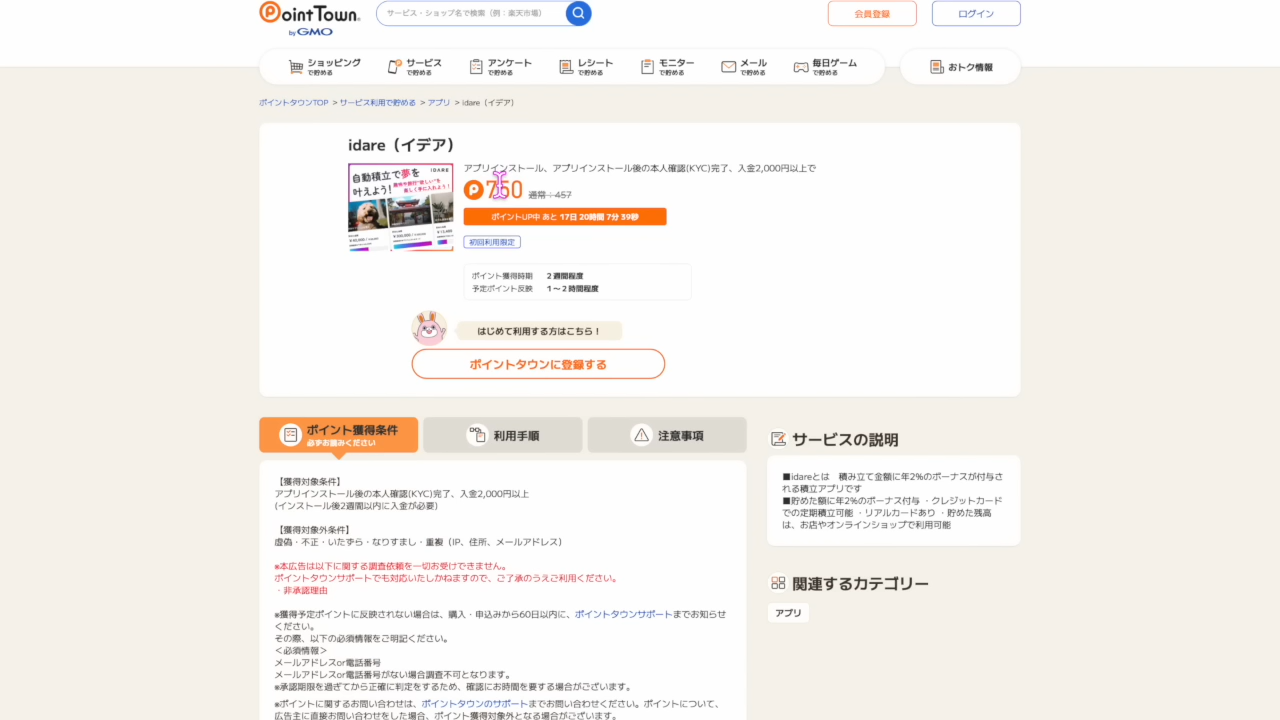 PointTown.
by GMO
サービス・ショップ名で検索（例：楽天市場）
会員登録
ログイン
ショッピング
で貯める
サービス
で貯める
アンケート
で貯める
レシート
で貯める
モニター
で貯める
メール
で貯める
毎日ゲーム
で貯める
おトク情報
ポイントタウンTOP >サービス利用で貯める >アプリ >idare（イデア）
idare（イデア）
自動積立で夢を
叶えよう！
IDARE
アプリインストール、アプリインストール後の本人確認(KYC)完了、入金2,000円以上で
P 750 通常：457
ポイントUP中 あと 17日 20時間 7分 39秒
初回利用限定
ポイント獲得時期 2週間程度
予定ポイント反映 1～2時間程度
はじめて利用する方はこちら！
ポイントタウンに登録する
ポイント獲得条件
必ずお読みください
利用手順
注意事項
【獲得対象条件】
アプリインストール後の本人確認(KYC)完了、入金2,000円以上
(インストール後2週間以内に入金が必要)
【獲得対象外条件】
虚偽・不正・いたずら・なりすまし・重複（IP、住所、メールアドレス）
※本広告は以下に関する調査依頼を一切お受けできません。
ポイントタウンサポートでも対応いたしかねますので、ご了承のうえご利用ください。
・非承認理由
※獲得予定ポイントに反映されない場合は、購入・申込みから60日以内に、ポイントタウンサポートまでお知らせ
ください。
その際、以下の必須情報をご明記ください。
＜必須情報＞
メールアドレスor電話番号
メールアドレスor電話番号がない場合調査不可となります。
※承認期限を過ぎてから正確に判定をするため、確認にお時間を要する場合がございます。
※ポイントに関するお問い合わせは、ポイントタウンのサポートまでお問い合わせください。ポイントについて、
広告主に直接お問い合わせをした場合、ポイント獲得対象外となる場合がございます。
サービスの説明
■idareとは 積み立て金額に年2%のボーナスが付与さ
れる積立アプリです
■貯めた額に年2%のボーナス付与 ・クレジットカード
での定期積立可能 ・リアルカードあり ・貯めた残高
は、お店やオンラインショップで利用可能
関連するカテゴリー
アプリ